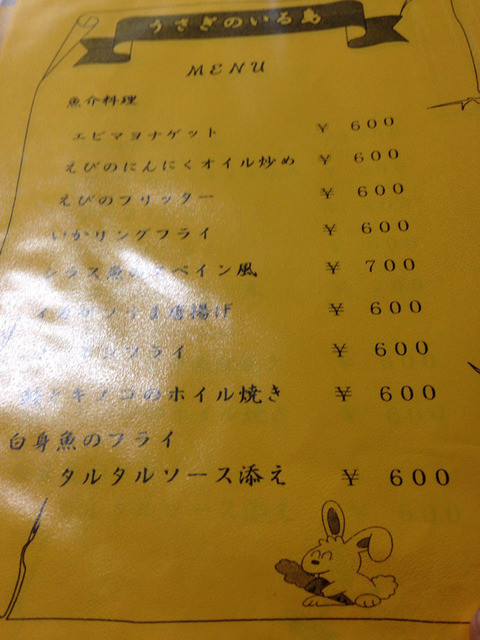 うさぎのいる島
MENU
魚介料理
エビマヨナゲット ￥ 600
えびのにんにくオイル炒め ￥ 600
えびのフリッター ￥ 600
いかリングフライ ￥ 600
シラス魚のスペイン風 ￥ 700
唐揚げ ￥ 600
フライ ￥ 600
とキノコのホイル焼き ￥ 600
白身魚のフライ
タルタルソース添え ￥ 600